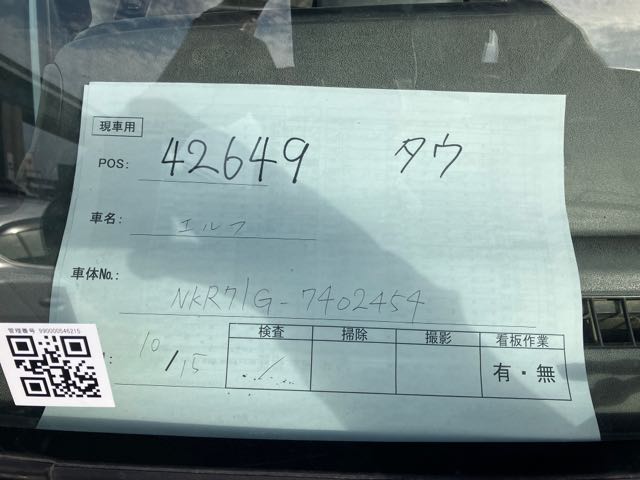 現車用
POS: 42649 タウ
車名: エルフ
車体No.: NKR71G-7402454
管理番号 990000546215
10/15
検査 掃除 撮影 看板作業
有・無